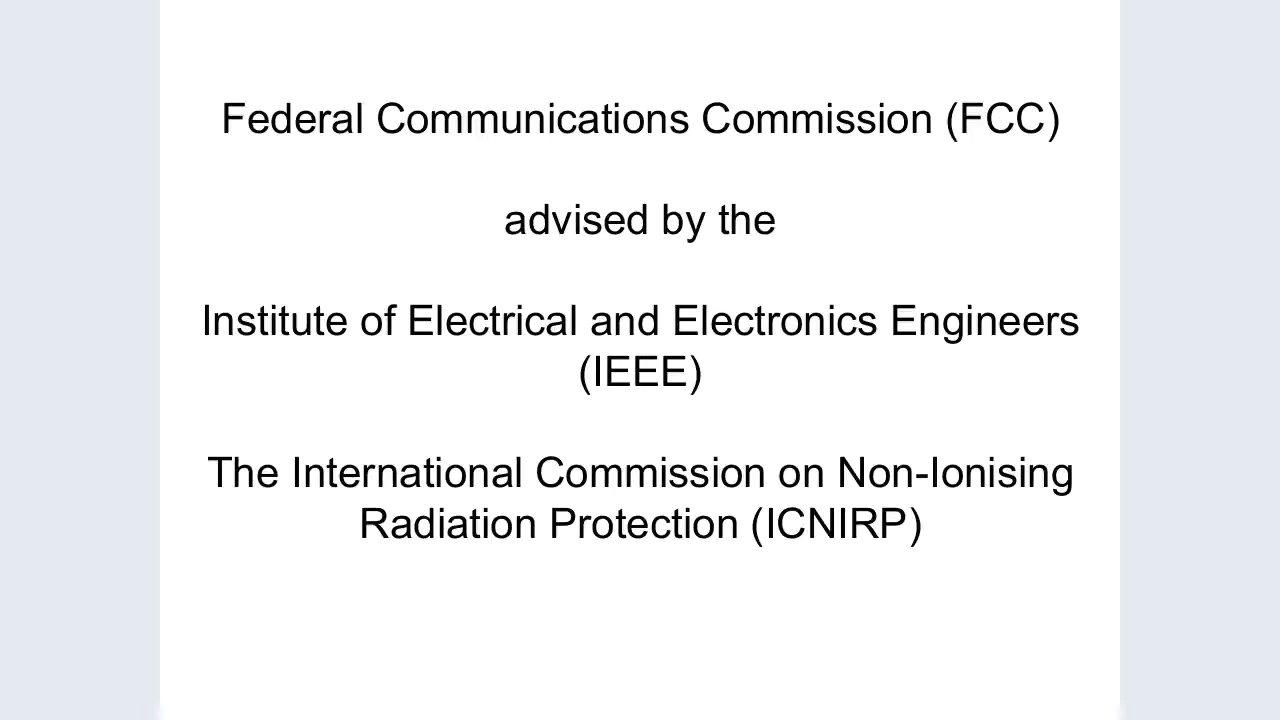 Federal Communications Commission (FCC)
advised by the
Institute of Electrical and Electronics Engineers
(IEEE)
The International Commission on Non-Ionising
Radiation Protection (ICNIRP)